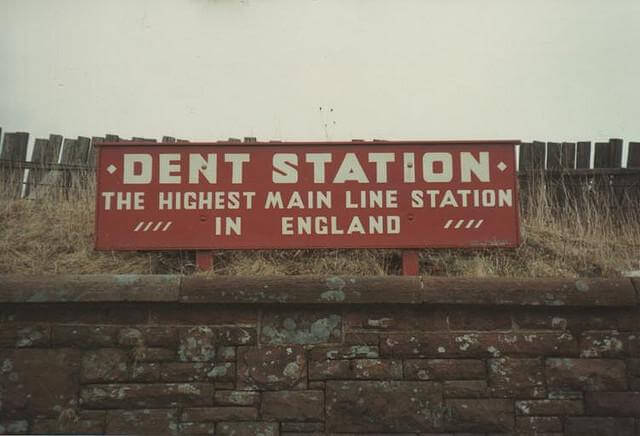 DENT STATION
THE HIGHEST MAIN LINE STATION
IN ENGLAND